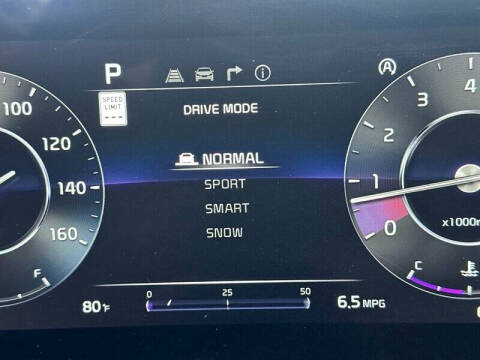 P
SPEED
LIMIT
---
DRIVE MODE
NORMAL
SPORT
SMART
SNOW
100
120
140
160
F
4
3
2
1
0
x1000r
C
80°F
0 25 50
6.5 MPG
A
i